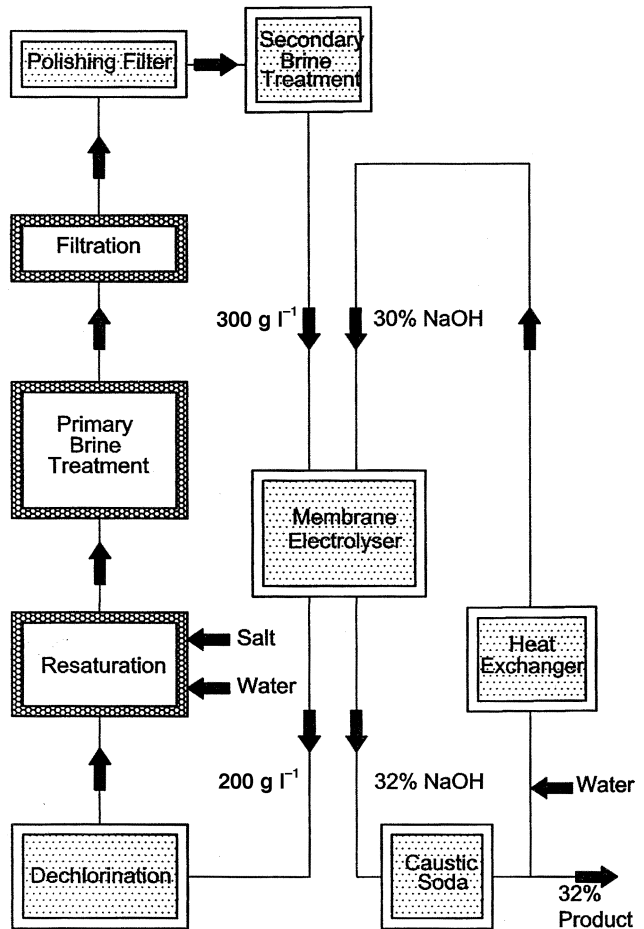 Polishing Filter
Secondary
Brine
Treatment
Filtration
300 g l⁻¹
30% NaOH
Primary
Brine
Treatment
Membrane
Electrolyser
Resaturation
Salt
Water
Heat
Exchanger
200 g l⁻¹
32% NaOH
Water
Dechlorination
Caustic
Soda
32%
Product